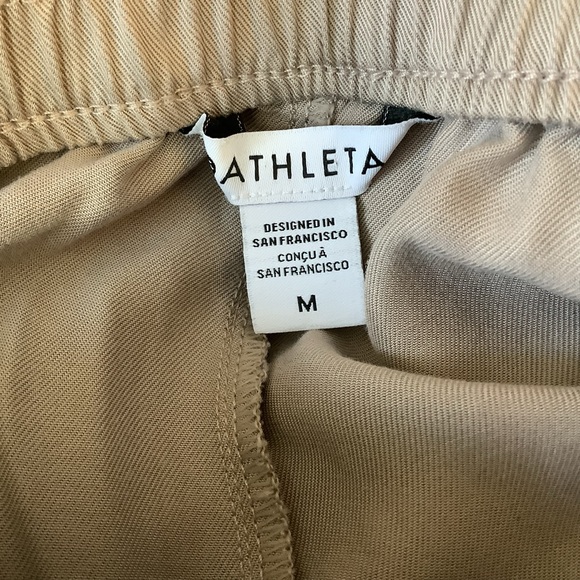 ATHLETA
DESIGNED IN
SAN FRANCISCO
CONÇU À
SAN FRANCISCO
M